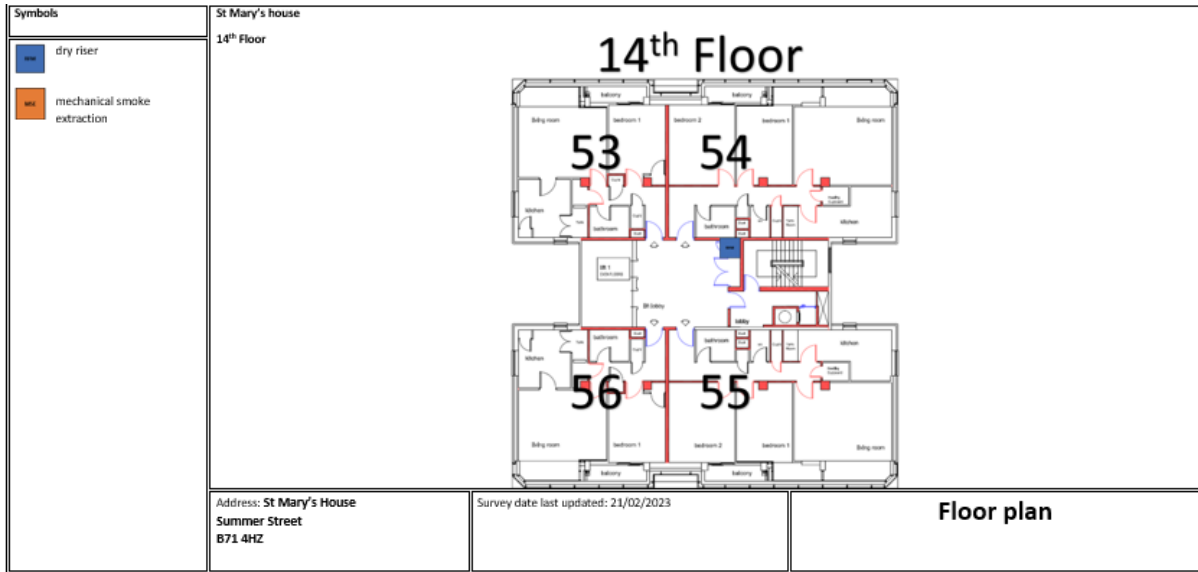 Symbols
dry riser
MSE
mechanical smoke
extraction
St Mary's house
14th Floor
14th Floor
balcony
balcony
living room
bedroom 1
bedroom 2
bedroom 1
living room
53
54
kitchen
bathroom
bathroom
kitchen
lift 1
lift lobby
lobby
bathroom
bathroom
kitchen
kitchen
56
55
living room
bedroom 1
bedroom 2
bedroom 1
living room
balcony
balcony
Address: St Mary's House
Summer Street
B71 4HZ
Survey date last updated: 21/02/2023
Floor plan